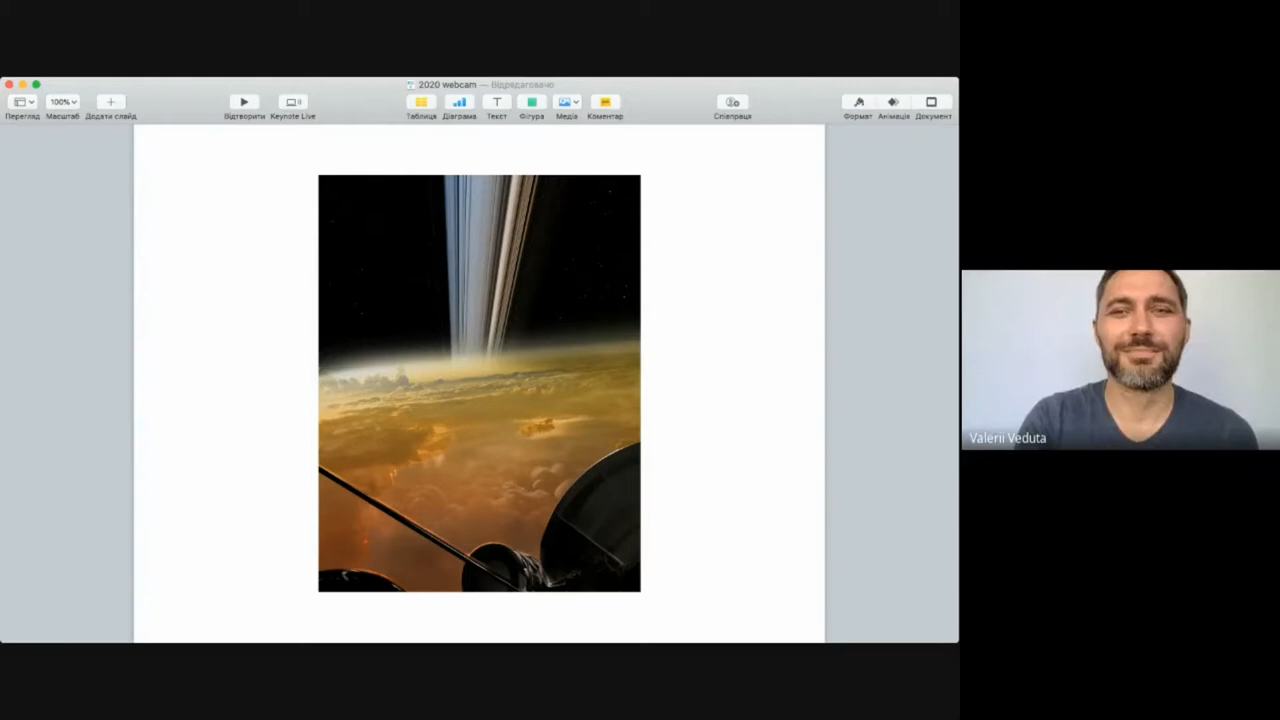 2020 webcam — Відредаговано
100%
Перегляд Масштаб Додати слайд Відтворити Keynote Live Таблиця Діаграма Текст Фігура Медіа Коментар Співпраця Формат Анімація Документ
Valerii Veduta